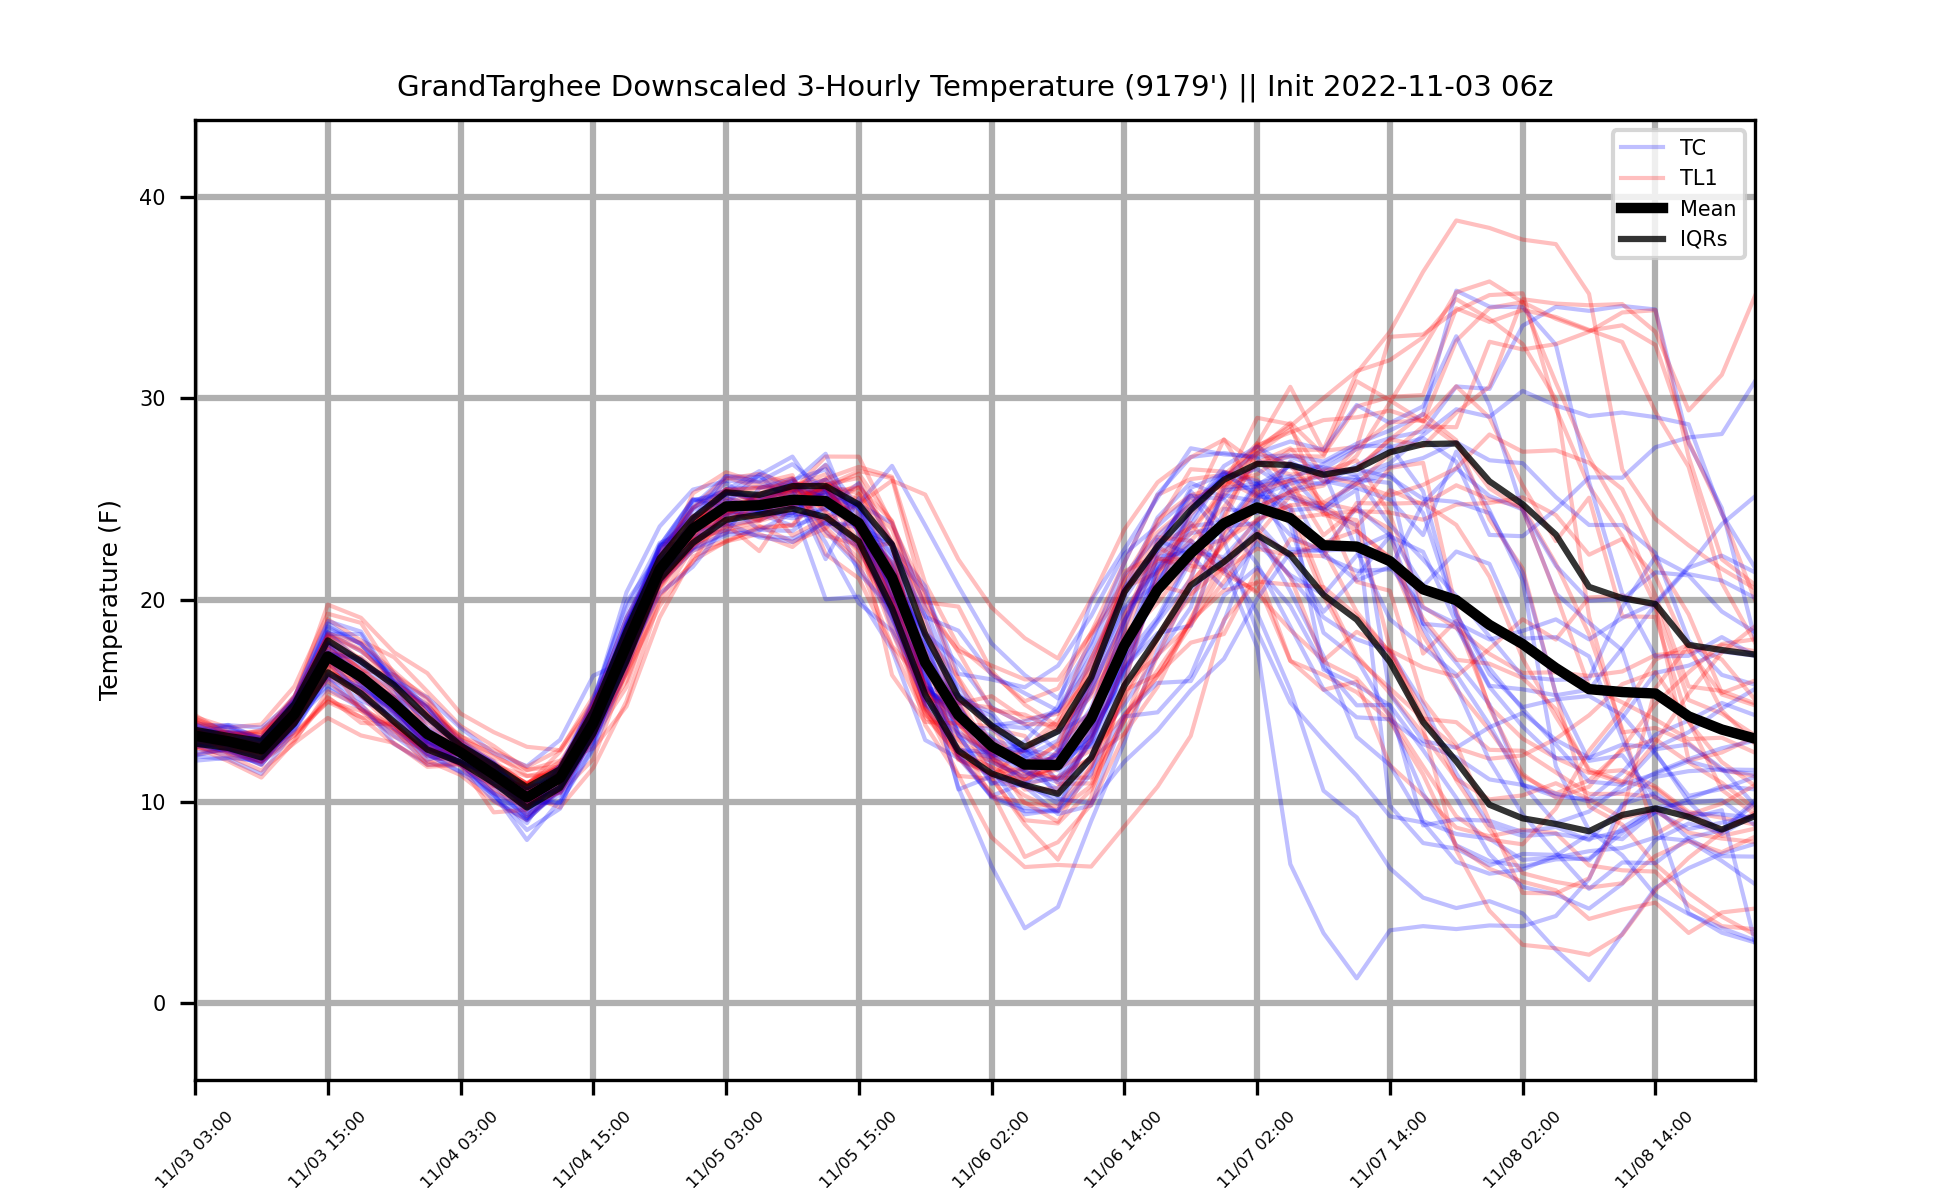 GrandTarghee Downscaled 3-Hourly Temperature (9179') || Init 2022-11-03 06z
TC
TL1
Mean
IQRs
Temperature (F)
40
30
20
10
0
11/03 03:00
11/03 15:00
11/04 03:00
11/04 15:00
11/05 03:00
11/05 15:00
11/06 02:00
11/06 14:00
11/07 02:00
11/07 14:00
11/08 02:00
11/08 14:00